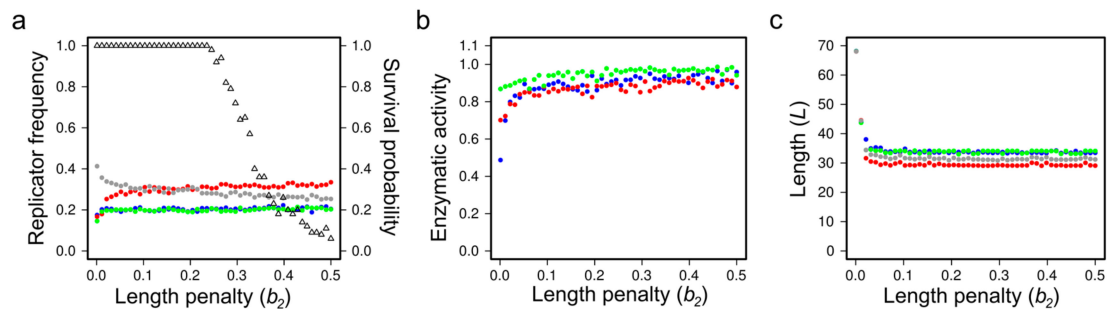 a
1.0
0.8
0.6
0.4
0.2
0.0
Replicator frequency
1.0
0.8
0.6
0.4
0.2
0.0
Survival probability
0.0 0.1 0.2 0.3 0.4 0.5
Length penalty (b2)
b
1.1
1.0
0.8
0.6
0.4
0.2
0.0
Enzymatic activity
0.0 0.1 0.2 0.3 0.4 0.5
Length penalty (b2)
c
70
60
50
40
30
20
10
0
Length (L)
0.0 0.1 0.2 0.3 0.4 0.5
Length penalty (b2)